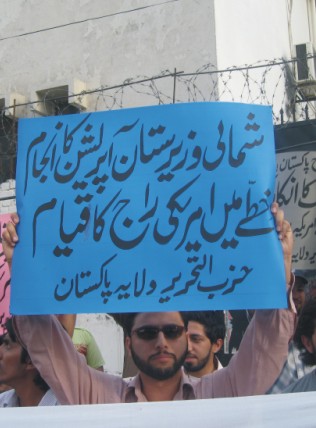 شمالی وزیرستان آپریشن کا انجام
خطے میں امریکی راج کا قیام
حزب التحریر ولایہ پاکستان